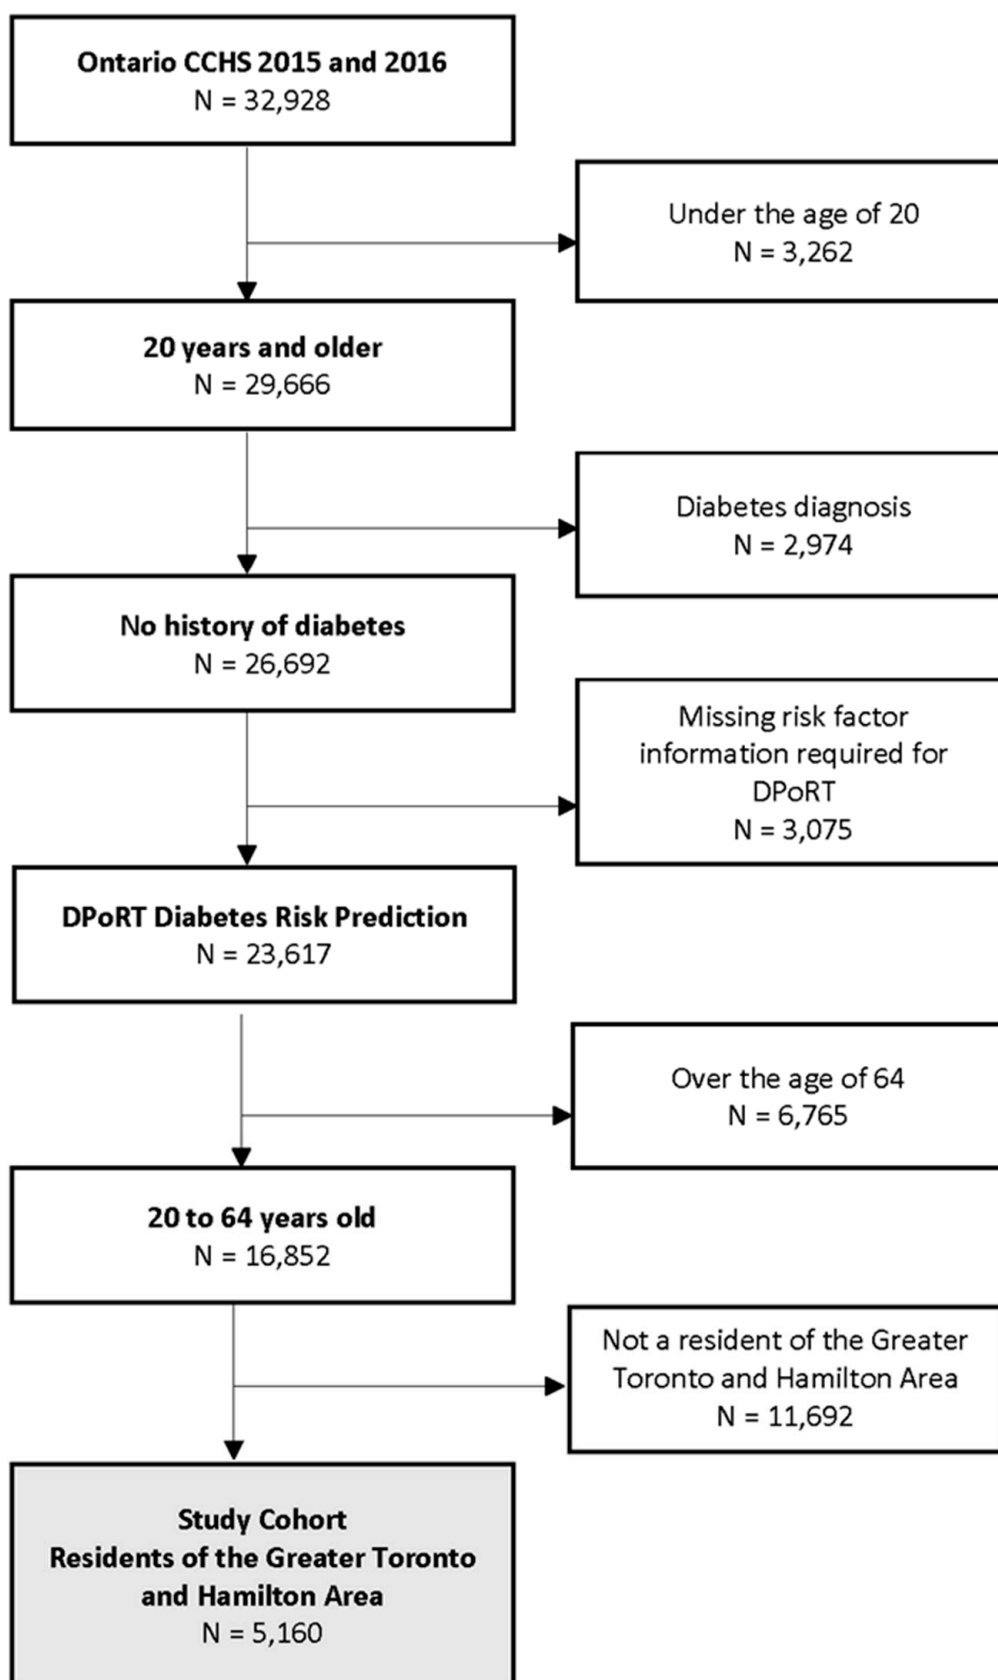 Ontario CCHS 2015 and 2016
N = 32,928
Under the age of 20
N = 3,262
20 years and older
N = 29,666
Diabetes diagnosis
N = 2,974
No history of diabetes
N = 26,692
Missing risk factor
information required for
DPoRT
N = 3,075
DPoRT Diabetes Risk Prediction
N = 23,617
Over the age of 64
N = 6,765
20 to 64 years old
N = 16,852
Not a resident of the Greater
Toronto and Hamilton Area
N = 11,692
Study Cohort
Residents of the Greater Toronto
and Hamilton Area
N = 5,160